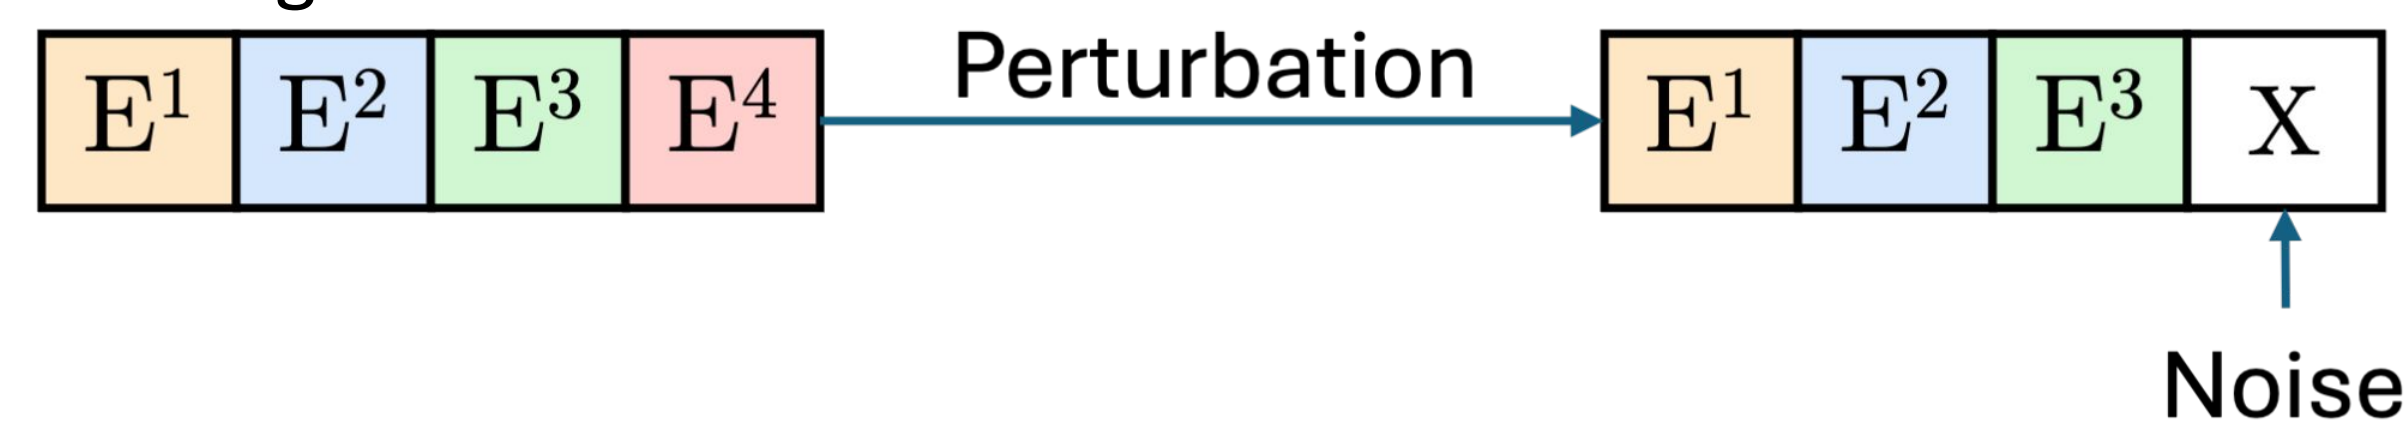 E¹ E² E³ E⁴ Perturbation E¹ E² E³ X
Noise